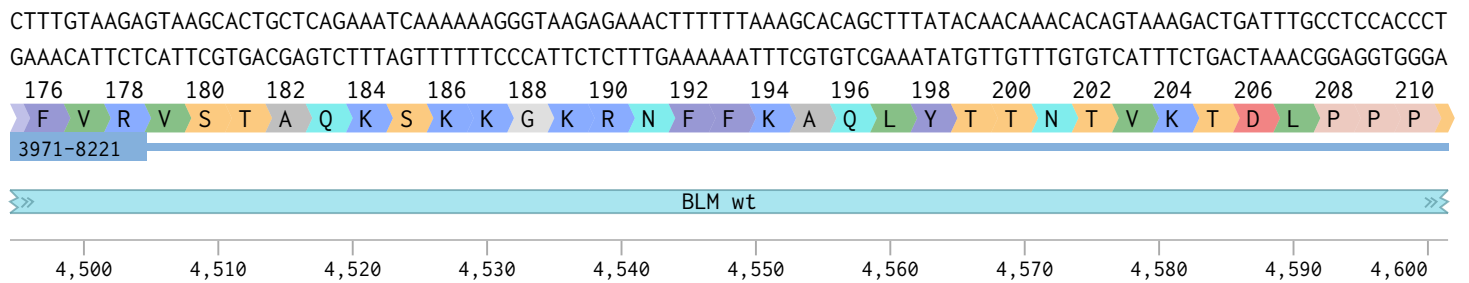 CTTTGTAAGAGTAAGCACTGCTCAGAAATCAAAAAAGGGTAAGAGAAACTTTTTTAAAGCACAGCTTTATACAACAAACACAGTAAAGACTGATTTGCCTCCACCCT
GAAACATTCTCATTCGTGACGAGTCTTTAGTTTTTTCCCATTCTCTTTGAAAAAATTTCGTGTCGAAATATGTTGTTTGTGTCATTTCTGACTAAACGGAGGTGGGA
176 178 180 182 184 186 188 190 192 194 196 198 200 202 204 206 208 210
F V R V S T A Q K S K K G K R N F F K A Q L Y T T N T V K T D L P P P
3971-8221
BLM wt
4,500 4,510 4,520 4,530 4,540 4,550 4,560 4,570 4,580 4,590 4,600